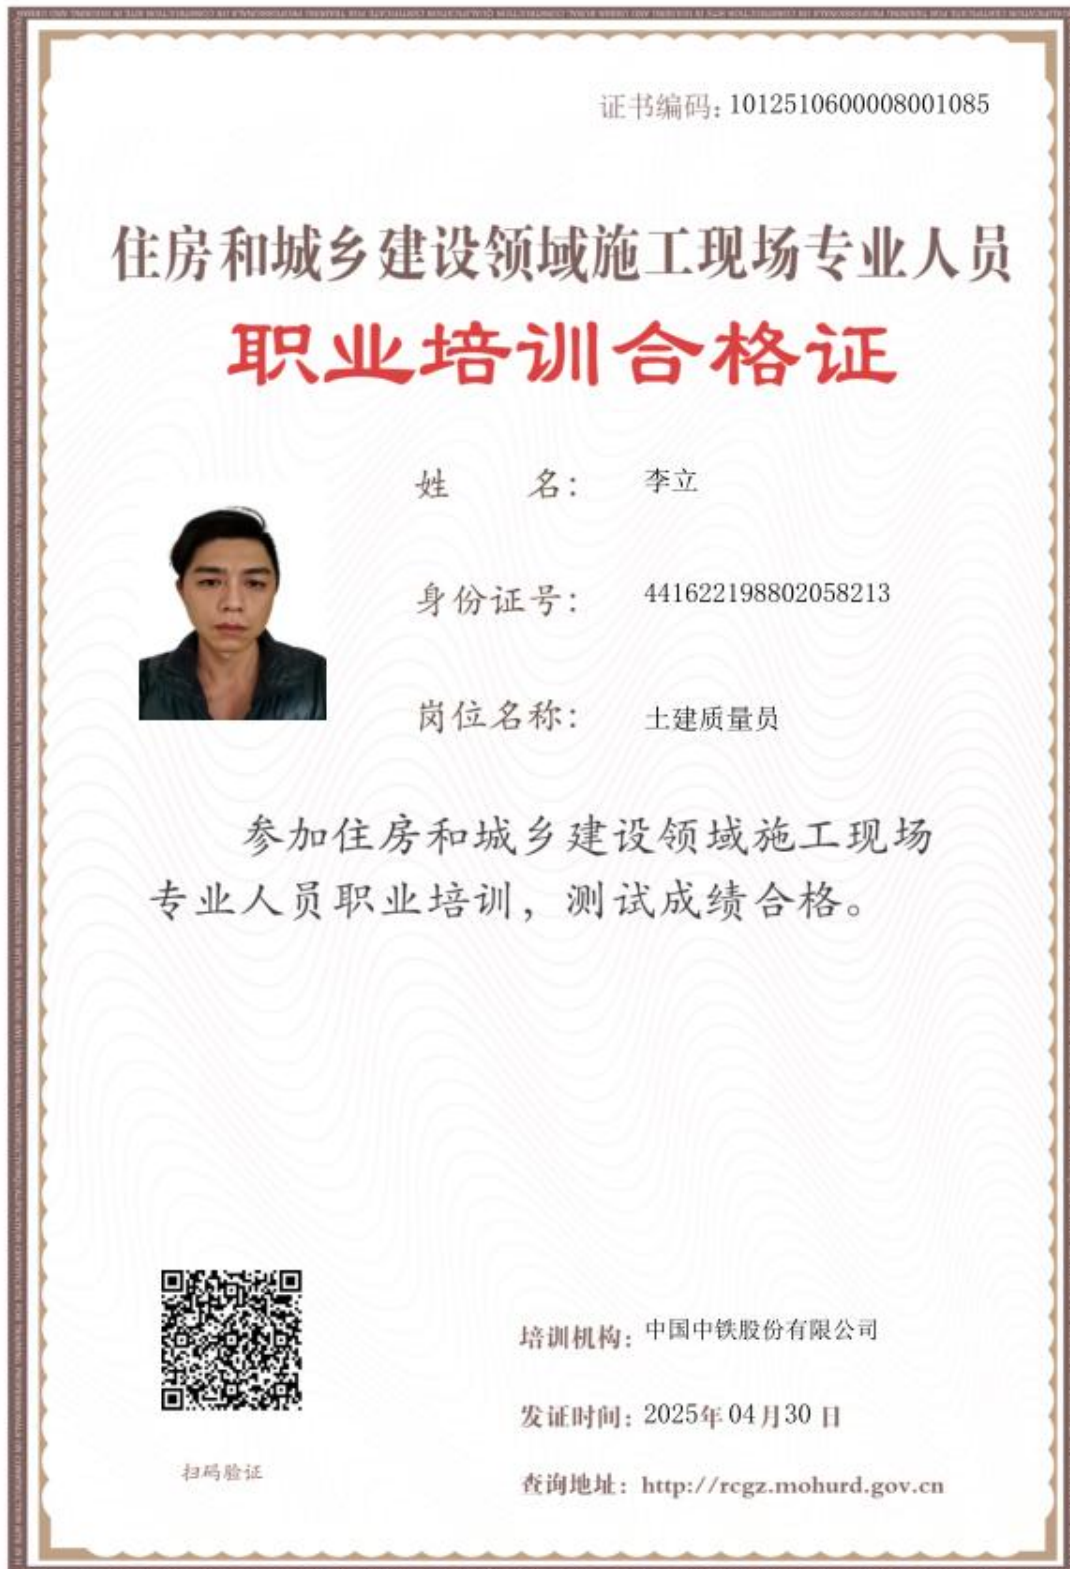 证书编码：1012510600008001085
住房和城乡建设领域施工现场专业人员
职业培训合格证
姓 名： 李立
身份证号： 441622198802058213
岗位名称： 土建质量员
参加住房和城乡建设领域施工现场
专业人员职业培训，测试成绩合格。
培训机构：中国中铁股份有限公司
发证时间：2025年04月30日
扫码验证
查询地址：http://rcgz.mohurd.gov.cn